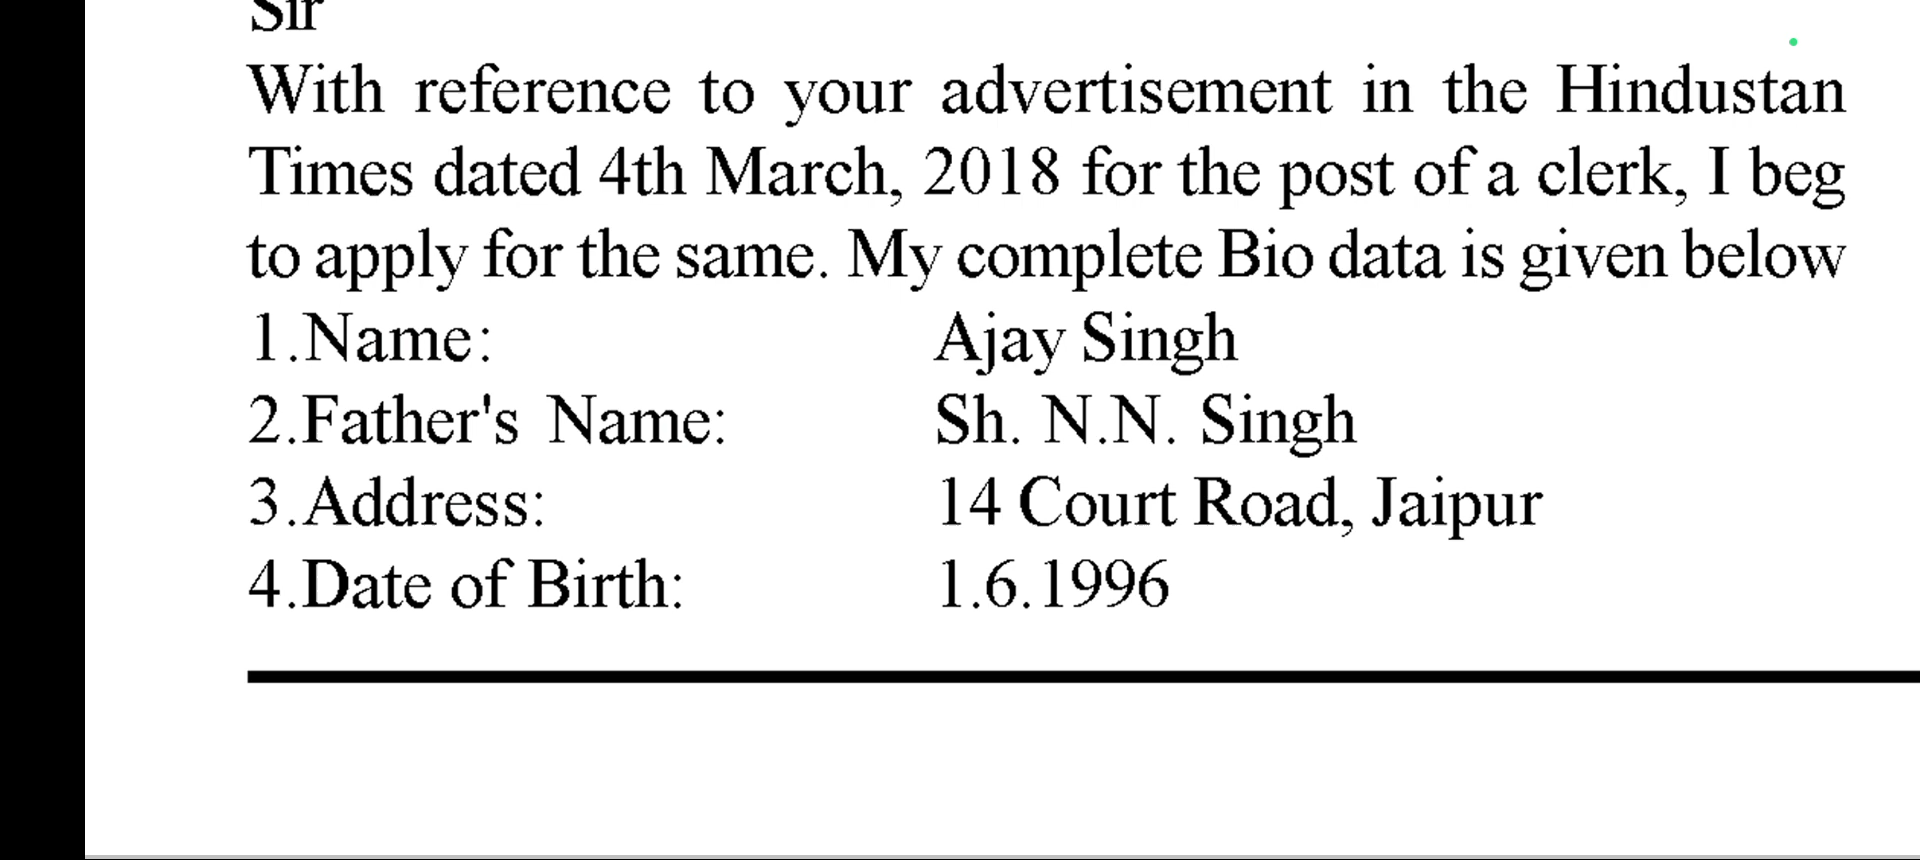 Sir
With reference to your advertisement in the Hindustan
Times dated 4th March, 2018 for the post of a clerk, I beg
to apply for the same. My complete Bio data is given below
1.Name: Ajay Singh
2.Father's Name: Sh. N.N. Singh
3.Address: 14 Court Road, Jaipur
4.Date of Birth: 1.6.1996